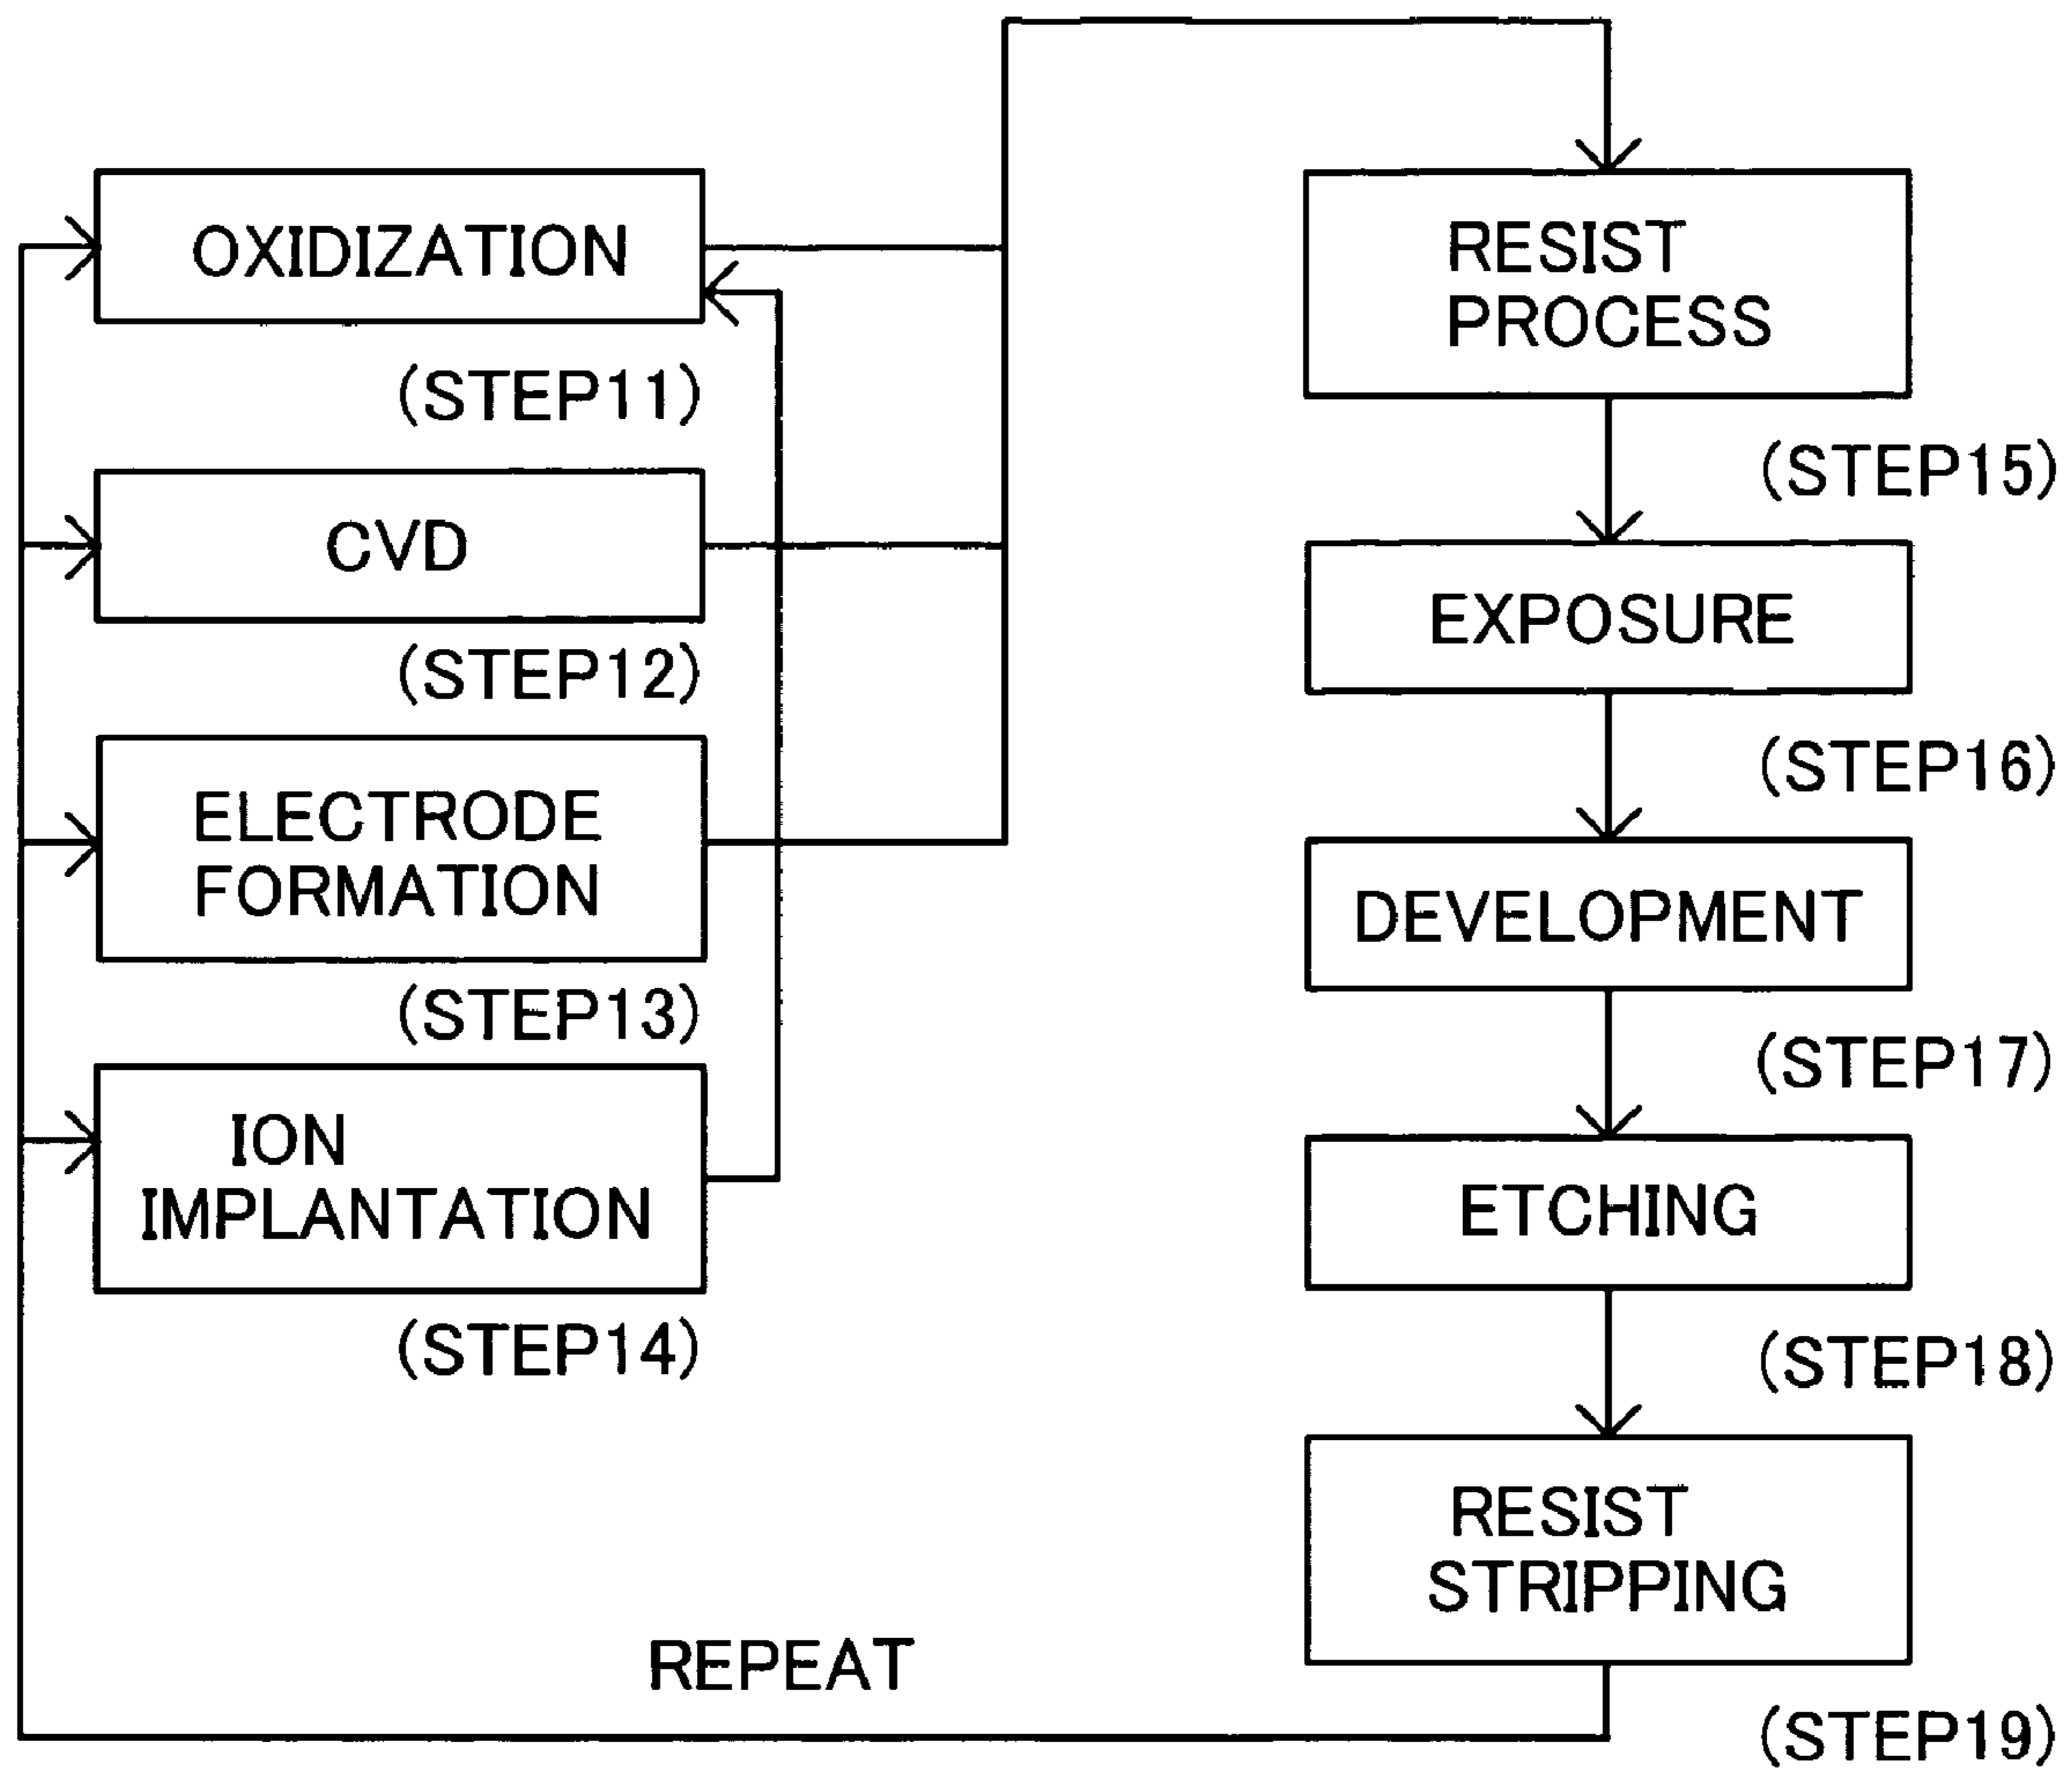 OXIDIZATION
(STEP11)
CVD
(STEP12)
ELECTRODE
FORMATION
(STEP13)
ION
IMPLANTATION
(STEP14)
RESIST
PROCESS
(STEP15)
EXPOSURE
(STEP16)
DEVELOPMENT
(STEP17)
ETCHING
(STEP18)
RESIST
STRIPPING
(STEP19)
REPEAT